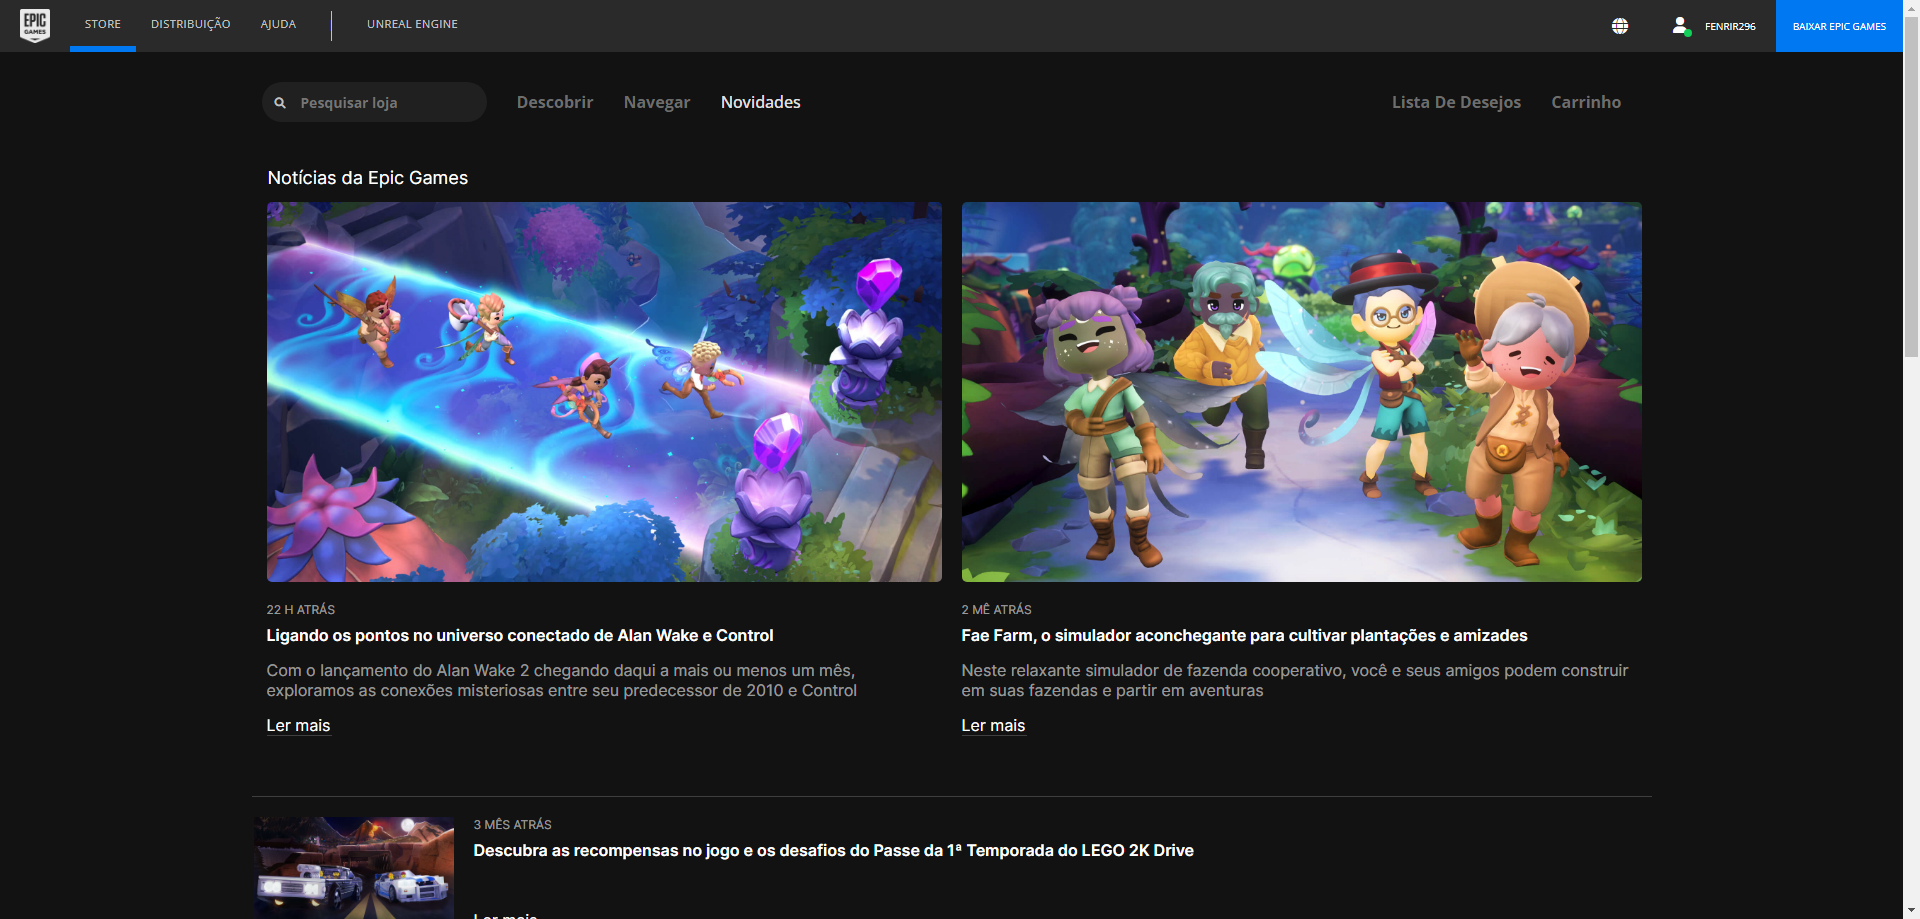 EPIC
GAMES
STORE
DISTRIBUIÇÃO
AJUDA
UNREAL ENGINE
FENRIR296
BAIXAR EPIC GAMES
Pesquisar loja
Descobrir
Navegar
Novidades
Lista De Desejos
Carrinho
Notícias da Epic Games
22 H ATRÁS
Ligando os pontos no universo conectado de Alan Wake e Control
Com o lançamento do Alan Wake 2 chegando daqui a mais ou menos um mês,
exploramos as conexões misteriosas entre seu predecessor de 2010 e Control
Ler mais
2 MÊ ATRÁS
Fae Farm, o simulador aconchegante para cultivar plantações e amizades
Neste relaxante simulador de fazenda cooperativo, você e seus amigos podem construir
em suas fazendas e partir em aventuras
Ler mais
3 MÊS ATRÁS
Descubra as recompensas no jogo e os desafios do Passe da 1ª Temporada do LEGO 2K Drive
Ler mais